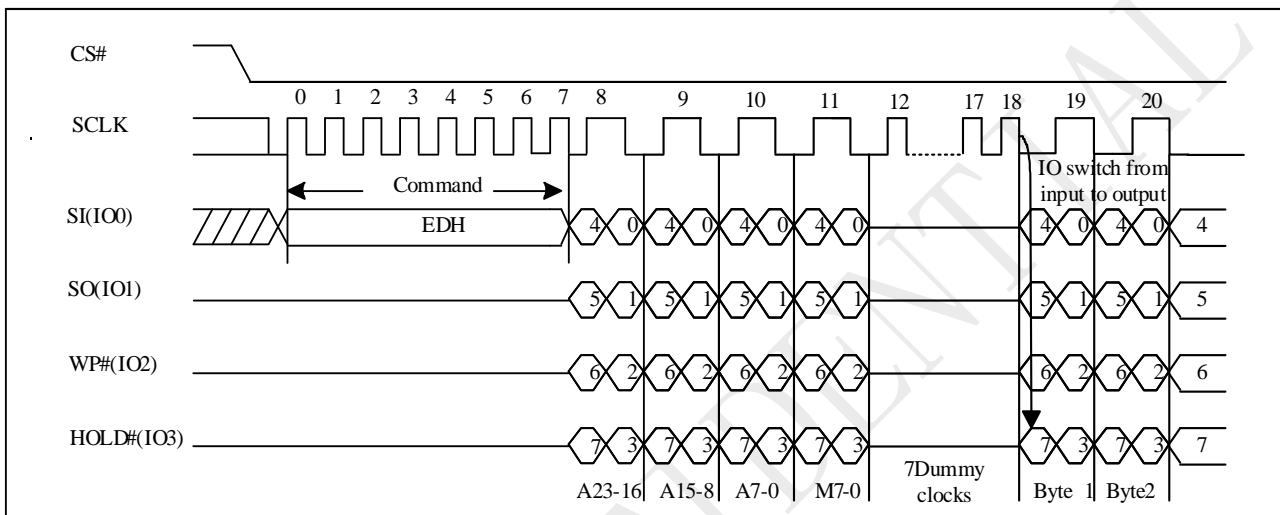 CS#
0 1 2 3 4 5 6 7 8 9 10 11 12 17 18 19 20
SCLK
IO switch from
input to output
Command
SI(IO0) EDH 4 0 4 0 4 0 4 0 4 0 4 0 4
SO(IO1) 5 1 5 1 5 1 5 1 5 1 5 1 5
WP#(IO2) 6 2 6 2 6 2 6 2 6 2 6 2 6
HOLD#(IO3) 7 3 7 3 7 3 7 3 7 3 7 3 7
7Dummy
clocks
A23-16 A15-8 A7-0 M7-0 Byte 1 Byte2